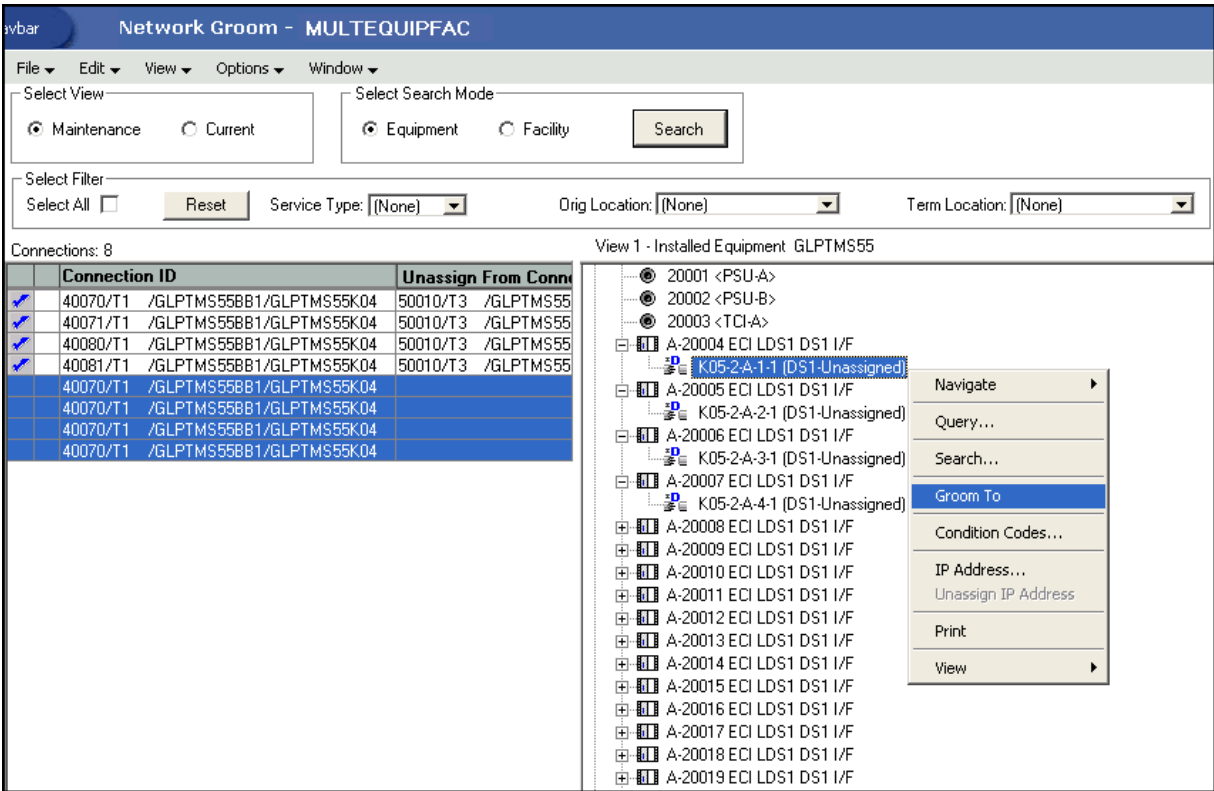 avbar Network Groom - MULTEQUIPFAC
File Edit View Options Window
Select View Select Search Mode
Maintenance Current Equipment Facility Search
Select Filter
Select All Reset Service Type: (None) Orig Location: (None) Term Location: (None)
Connections: 8
Connection ID Unassign From Conne
40070/T1 /GLPTMS55BB1/GLPTMS55K04 50010/T3 /GLPTMS55
40071/T1 /GLPTMS55BB1/GLPTMS55K04 50010/T3 /GLPTMS55
40080/T1 /GLPTMS55BB1/GLPTMS55K04 50010/T3 /GLPTMS55
40081/T1 /GLPTMS55BB1/GLPTMS55K04 50010/T3 /GLPTMS55
40070/T1 /GLPTMS55BB1/GLPTMS55K04
40070/T1 /GLPTMS55BB1/GLPTMS55K04
40070/T1 /GLPTMS55BB1/GLPTMS55K04
40070/T1 /GLPTMS55BB1/GLPTMS55K04
View 1 - Installed Equipment GLPTMS55
20001 <PSU-A>
20002 <PSU-B>
20003 <TCI-A>
A-20004 ECI LDS1 DS1 I/F
K05-2-A-1-1 (DS1-Unassigned)
A-20005 ECI LDS1 DS1 I/F
K05-2-A-2-1 (DS1-Unassigned)
A-20006 ECI LDS1 DS1 I/F
K05-2-A-3-1 (DS1-Unassigned)
A-20007 ECI LDS1 DS1 I/F
K05-2-A-4-1 (DS1-Unassigned)
A-20008 ECI LDS1 DS1 I/F
A-20009 ECI LDS1 DS1 I/F
A-20010 ECI LDS1 DS1 I/F
A-20011 ECI LDS1 DS1 I/F
A-20012 ECI LDS1 DS1 I/F
A-20013 ECI LDS1 DS1 I/F
A-20014 ECI LDS1 DS1 I/F
A-20015 ECI LDS1 DS1 I/F
A-20016 ECI LDS1 DS1 I/F
A-20017 ECI LDS1 DS1 I/F
A-20018 ECI LDS1 DS1 I/F
A-20019 ECI LDS1 DS1 I/F
Navigate
Query...
Search...
Groom To
Condition Codes...
IP Address...
Unassign IP Address
Print
View